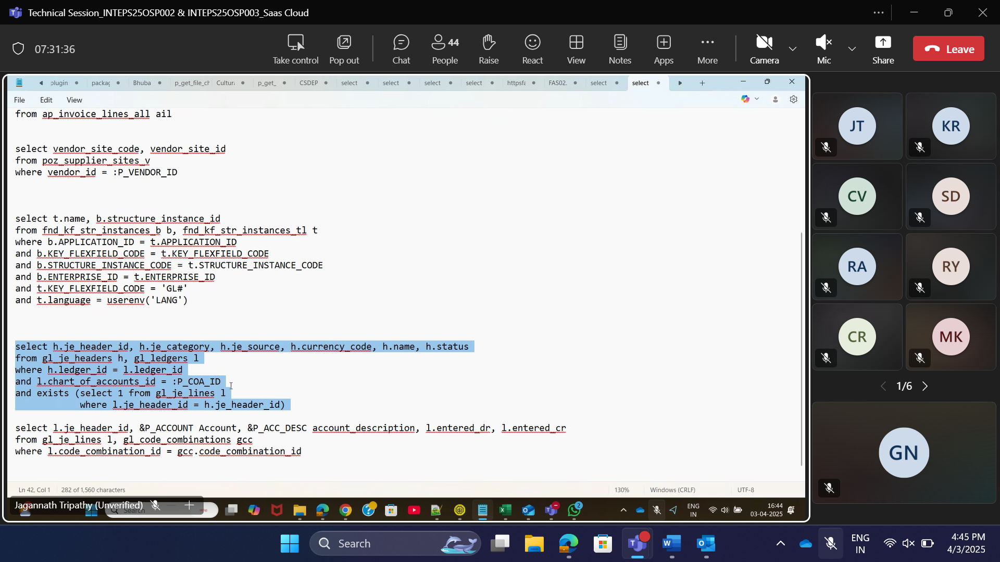 Technical Session_INTEPS25OSP002 & INTEPS25OSP003_Saas Cloud
07:31:36
Take control
Pop out
Chat
44
People
Raise
React
View
Notes
Apps
More
Camera
Mic
Share
Leave
plugin
packag
Bhuba
p_get_file_ch
Cultura
p_get_
CSDEP
select
select
select
select
httpsfa
FAS02.
select
select
File Edit View
from ap_invoice_lines_all ail
select vendor_site_code, vendor_site_id
from poz_supplier_sites_v
where vendor_id = :P_VENDOR_ID
select t.name, b.structure_instance_id
from fnd_kf_str_instances_b b, fnd_kf_str_instances_tl t
where b.APPLICATION_ID = t.APPLICATION_ID
and b.KEY_FLEXFIELD_CODE = t.KEY_FLEXFIELD_CODE
and b.STRUCTURE_INSTANCE_CODE = t.STRUCTURE_INSTANCE_CODE
and b.ENTERPRISE_ID = t.ENTERPRISE_ID
and t.KEY_FLEXFIELD_CODE = 'GL#'
and t.language = userenv('LANG')
select h.je_header_id, h.je_category, h.je_source, h.currency_code, h.name, h.status
from gl_je_headers h, gl_ledgers l
where h.ledger_id = l.ledger_id
and l.chart_of_accounts_id = :P_COA_ID
and exists (select 1 from gl_je_lines l
where l.je_header_id = h.je_header_id)
select l.je_header_id, &P_ACCOUNT Account, &P_ACC_DESC account_description, l.entered_dr, l.entered_cr
from gl_je_lines l, gl_code_combinations gcc
where l.code_combination_id = gcc.code_combination_id
Ln 42, Col 1
282 of 1,560 characters
130%
Windows (CRLF)
UTF-8
Jagannath Tripathy (Unverified)
Search
2
ENG
IN
16:44
03-04-2025
JT
KR
CV
SD
RA
RY
CR
MK
1/6
GN
Search
ENG
IN
4:45 PM
4/3/2025